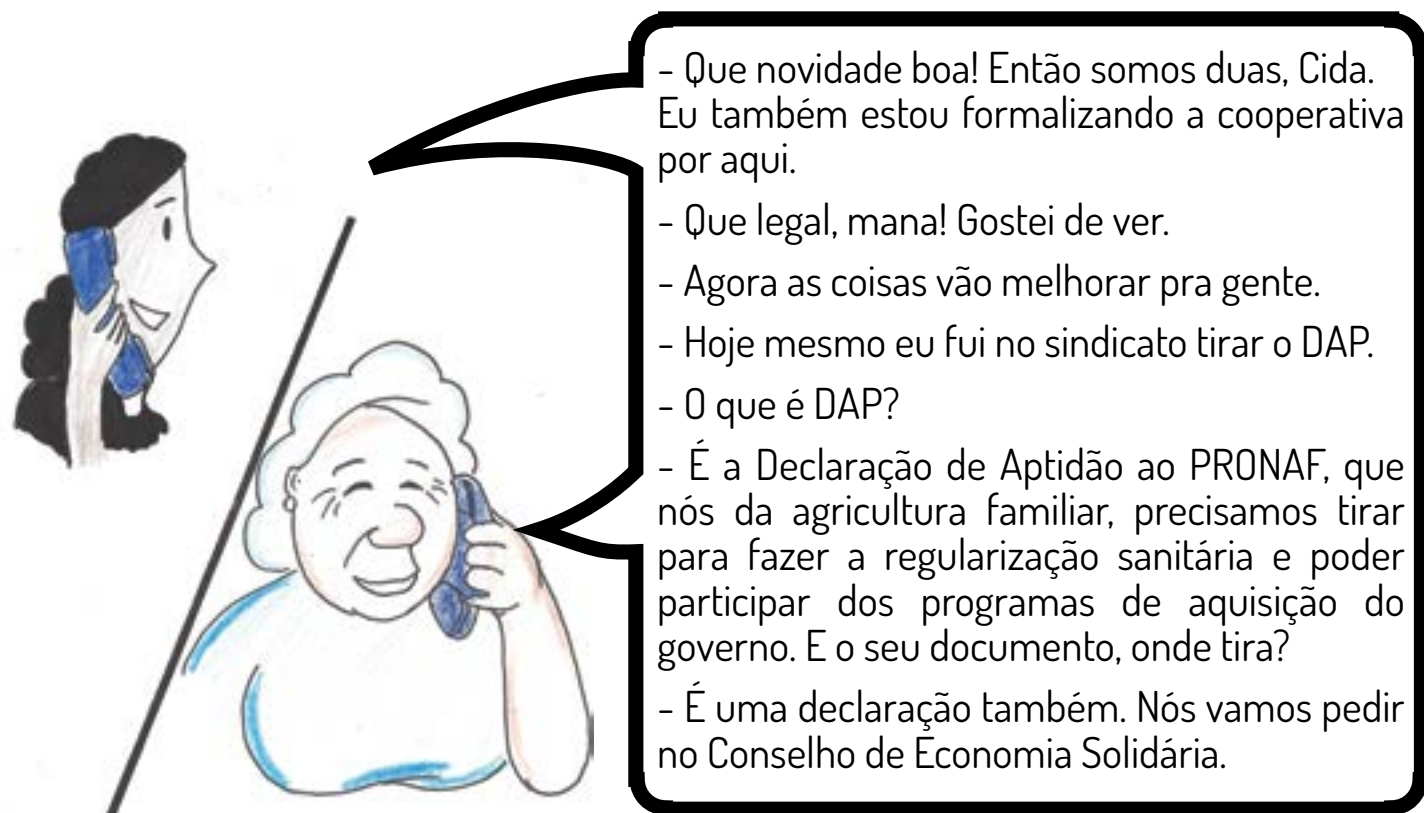 - Que novidade boa! Então somos duas, Cida.
Eu também estou formalizando a cooperativa
por aqui.
- Que legal, mana! Gostei de ver.
- Agora as coisas vão melhorar pra gente.
- Hoje mesmo eu fui no sindicato tirar o DAP.
- O que é DAP?
- É a Declaração de Aptidão ao PRONAF, que
nós da agricultura familiar, precisamos tirar
para fazer a regularização sanitária e poder
participar dos programas de aquisição do
governo. E o seu documento, onde tira?
- É uma declaração também. Nós vamos pedir
no Conselho de Economia Solidária.